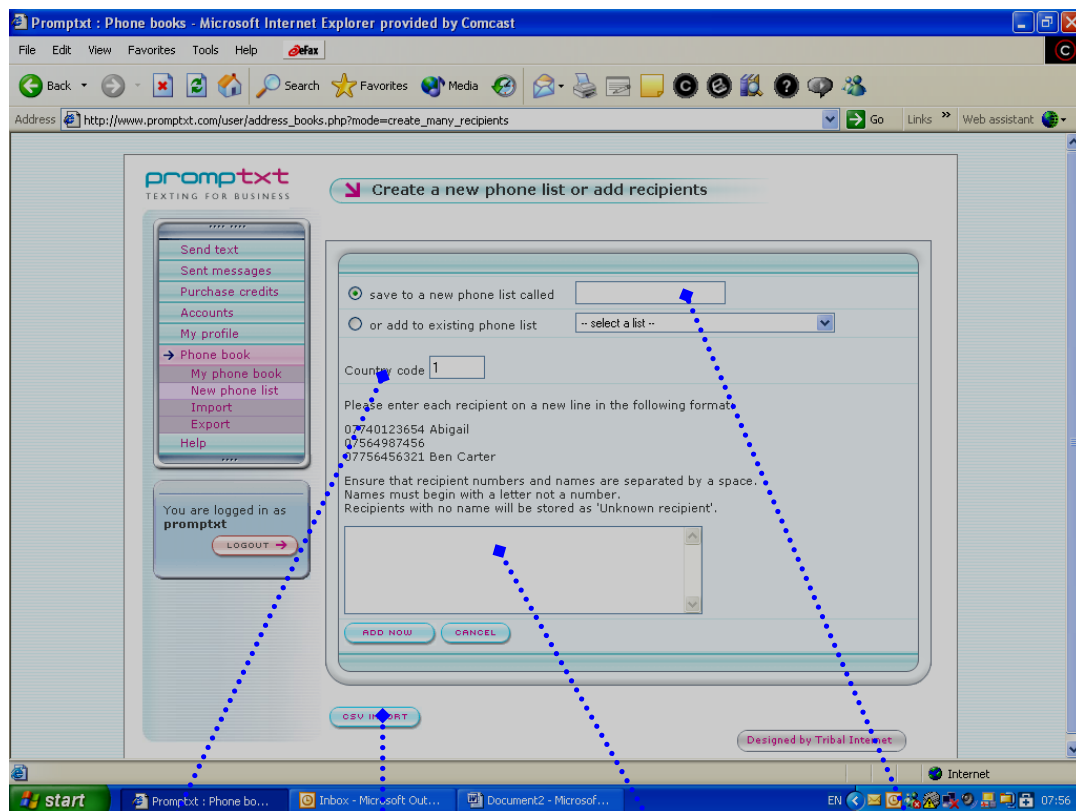 Promptxt : Phone books - Microsoft Internet Explorer provided by Comcast
File Edit View Favorites Tools Help eFax
Back Search Favorites Media
Address http://www.promptxt.com/user/address_books.php?mode=create_many_recipients Go Links » Web assistant
promptxt
TEXTING FOR BUSINESS
Create a new phone list or add recipients
Send text
Sent messages
Purchase credits
Accounts
My profile
Phone book
My phone book
New phone list
Import
Export
Help
You are logged in as
promptxt
LOGOUT
save to a new phone list called
or add to existing phone list -- select a list --
Country code 1
Please enter each recipient on a new line in the following format
07740123654 Abigail
07564987456
07756456321 Ben Carter
Ensure that recipient numbers and names are separated by a space.
Names must begin with a letter not a number.
Recipients with no name will be stored as 'Unknown recipient'.
ADD NOW CANCEL
CSV IMPORT
Designed by Tribal Internet
Internet
start Promptxt : Phone bo... Inbox - Microsoft Out... Document2 - Microsof... EN 07:56